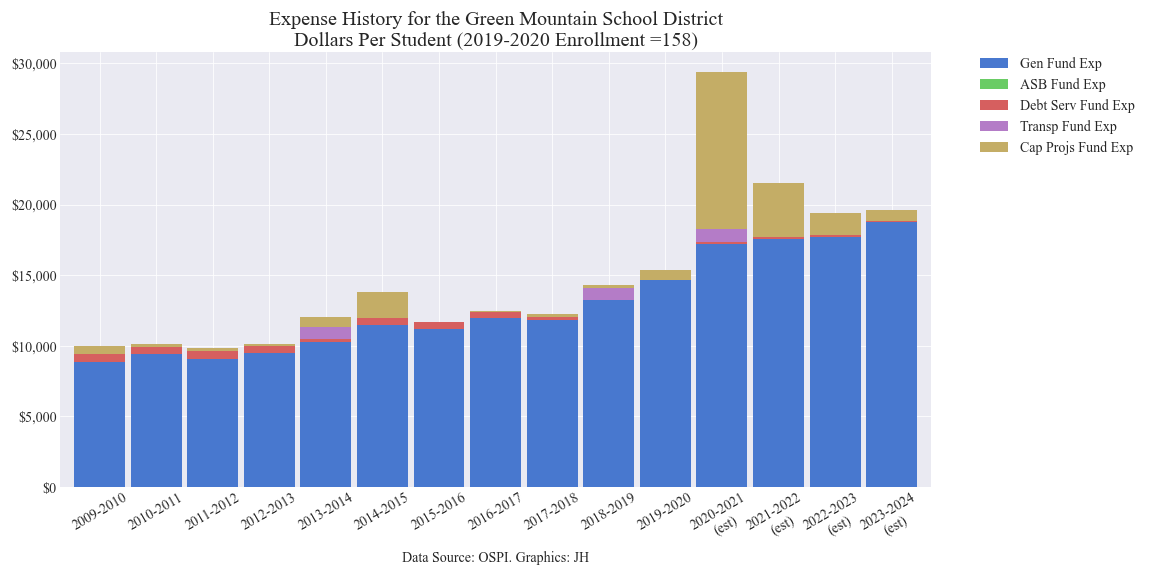 Expense History for the Green Mountain School District
Dollars Per Student (2019-2020 Enrollment =158)
$30,000
$25,000
$20,000
$15,000
$10,000
$5,000
$0
Gen Fund Exp
ASB Fund Exp
Debt Serv Fund Exp
Transp Fund Exp
Cap Projs Fund Exp
2009-2010
2010-2011
2011-2012
2012-2013
2013-2014
2014-2015
2015-2016
2016-2017
2017-2018
2018-2019
2019-2020
2020-2021
(est)
2021-2022
(est)
2022-2023
(est)
2023-2024
(est)
Data Source: OSPI. Graphics: JH